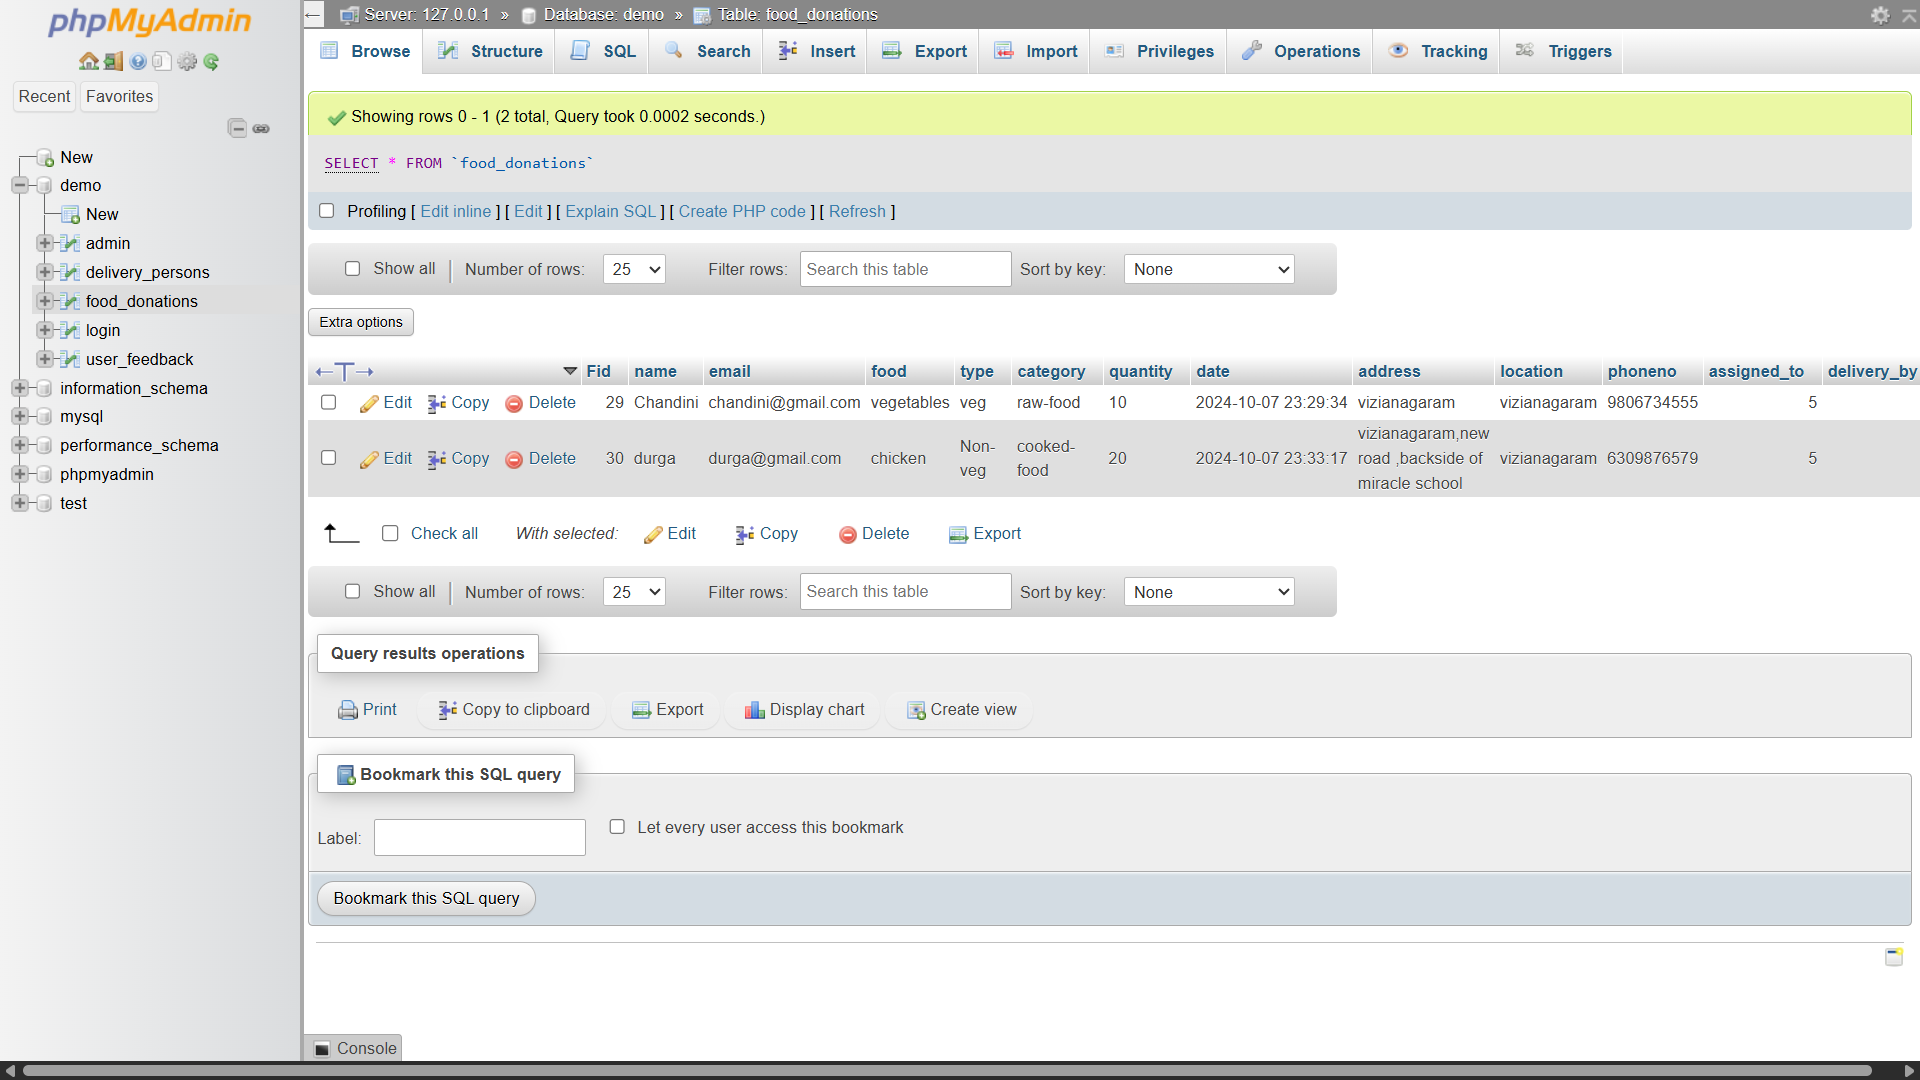 phpMyAdmin
Recent Favorites
New
demo
New
admin
delivery_persons
food_donations
login
user_feedback
information_schema
mysql
performance_schema
phpmyadmin
test
Server: 127.0.0.1 » Database: demo » Table: food_donations
Browse Structure SQL Search Insert Export Import Privileges Operations Tracking Triggers
Showing rows 0 - 1 (2 total, Query took 0.0002 seconds.)
SELECT * FROM `food_donations`
Profiling [ Edit inline ] [ Edit ] [ Explain SQL ] [ Create PHP code ] [ Refresh ]
Show all Number of rows: 25 Filter rows: Search this table Sort by key: None
Extra options
Fid name email food type category quantity date address location phoneno assigned_to delivery_by
Edit Copy Delete 29 Chandini chandini@gmail.com vegetables veg raw-food 10 2024-10-07 23:29:34 vizianagaram vizianagaram 9806734555 5
Edit Copy Delete 30 durga durga@gmail.com chicken Non-veg cooked-food 20 2024-10-07 23:33:17 vizianagaram,new road ,backside of miracle school vizianagaram 6309876579 5
Check all With selected: Edit Copy Delete Export
Show all Number of rows: 25 Filter rows: Search this table Sort by key: None
Query results operations
Print Copy to clipboard Export Display chart Create view
Bookmark this SQL query
Label: Let every user access this bookmark
Bookmark this SQL query
Console